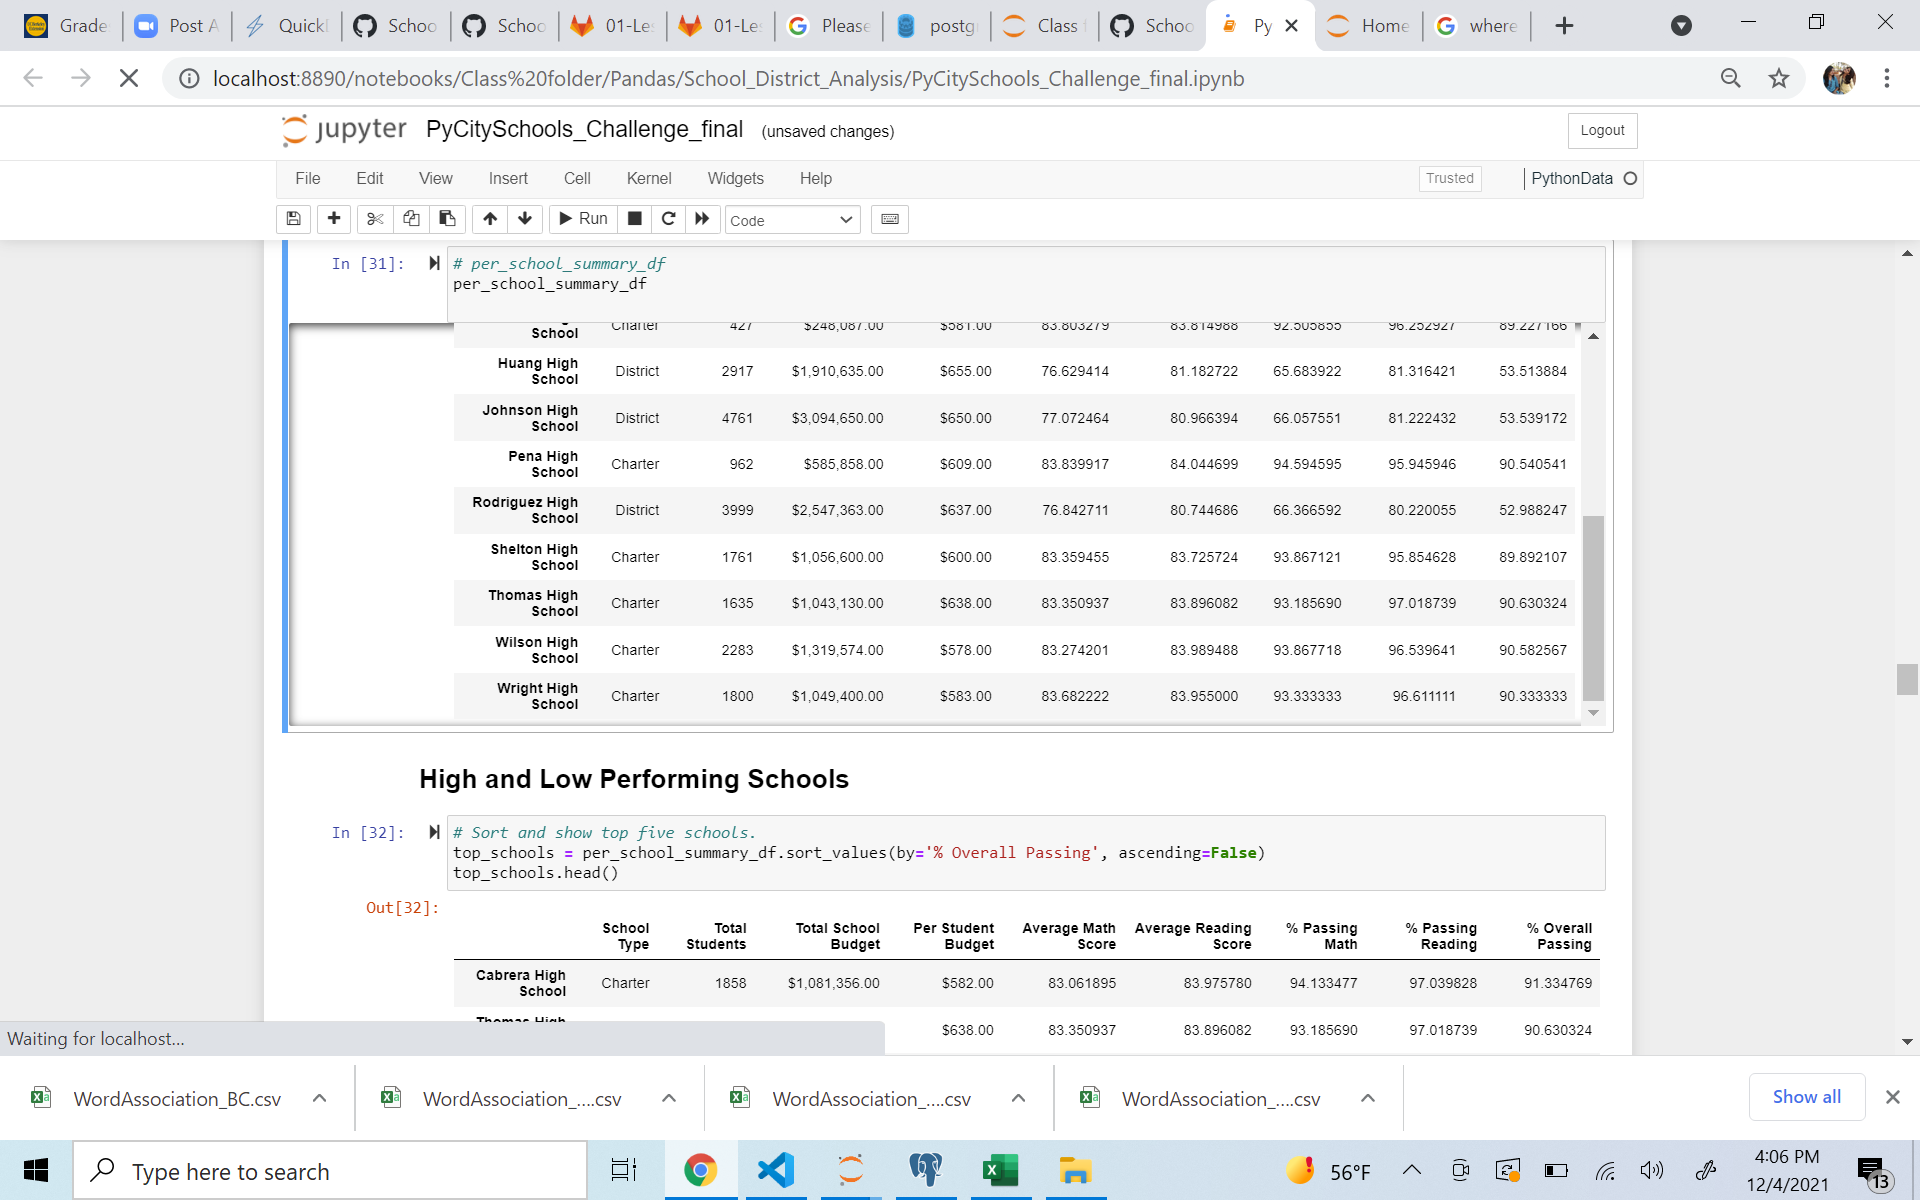 Grade Post A Quickl Schoo Schoo 01-Les 01-Les Please postg Class f Schoo Py Home where
localhost:8890/notebooks/Class%20folder/Pandas/School_District_Analysis/PyCitySchools_Challenge_final.ipynb
jupyter PyCitySchools_Challenge_final (unsaved changes) Logout
File Edit View Insert Cell Kernel Widgets Help Trusted PythonData
Run Code
In [31]: # per_school_summary_df
per_school_summary_df
School Charter 427 $248,087.00 $581.00 83.803279 83.814988 92.505855 96.252927 89.227166
Huang High School District 2917 $1,910,635.00 $655.00 76.629414 81.182722 65.683922 81.316421 53.513884
Johnson High School District 4761 $3,094,650.00 $650.00 77.072464 80.966394 66.057551 81.222432 53.539172
Pena High School Charter 962 $585,858.00 $609.00 83.839917 84.044699 94.594595 95.945946 90.540541
Rodriguez High School District 3999 $2,547,363.00 $637.00 76.842711 80.744686 66.366592 80.220055 52.988247
Shelton High School Charter 1761 $1,056,600.00 $600.00 83.359455 83.725724 93.867121 95.854628 89.892107
Thomas High School Charter 1635 $1,043,130.00 $638.00 83.350937 83.896082 93.185690 97.018739 90.630324
Wilson High School Charter 2283 $1,319,574.00 $578.00 83.274201 83.989488 93.867718 96.539641 90.582567
Wright High School Charter 1800 $1,049,400.00 $583.00 83.682222 83.955000 93.333333 96.611111 90.333333
High and Low Performing Schools
In [32]: # Sort and show top five schools.
top_schools = per_school_summary_df.sort_values(by='% Overall Passing', ascending=False)
top_schools.head()
Out[32]:
School Type Total Students Total School Budget Per Student Budget Average Math Score Average Reading Score % Passing Math % Passing Reading % Overall Passing
Cabrera High School Charter 1858 $1,081,356.00 $582.00 83.061895 83.975780 94.133477 97.039828 91.334769
Thomas High $638.00 83.350937 83.896082 93.185690 97.018739 90.630324
Waiting for localhost...
WordAssociation_BC.csv WordAssociation_....csv WordAssociation_....csv WordAssociation_....csv Show all
Type here to search 56°F 4:06 PM
12/4/2021 13